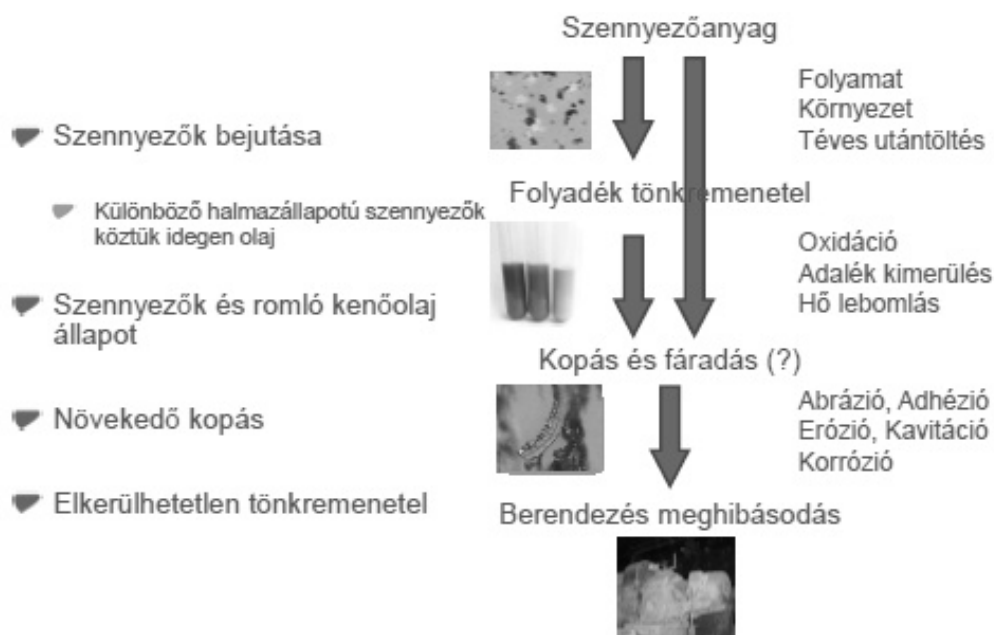 Szennyezők bejutása
Különböző halmazállapotú szennyezők
köztük idegen olaj
Szennyezők és romló kenőolaj
állapot
Növekedő kopás
Elkerülhetetlen tönkremenetel
Szennyezőanyag
Folyamat
Környezet
Téves utántöltés
Folyadék tönkremenetel
Oxidáció
Adalék kimerülés
Hő lebomlás
Kopás és fáradás (?)
Abrázió, Adhézió
Erózió, Kavitáció
Korrózió
Berendezés meghibásodás